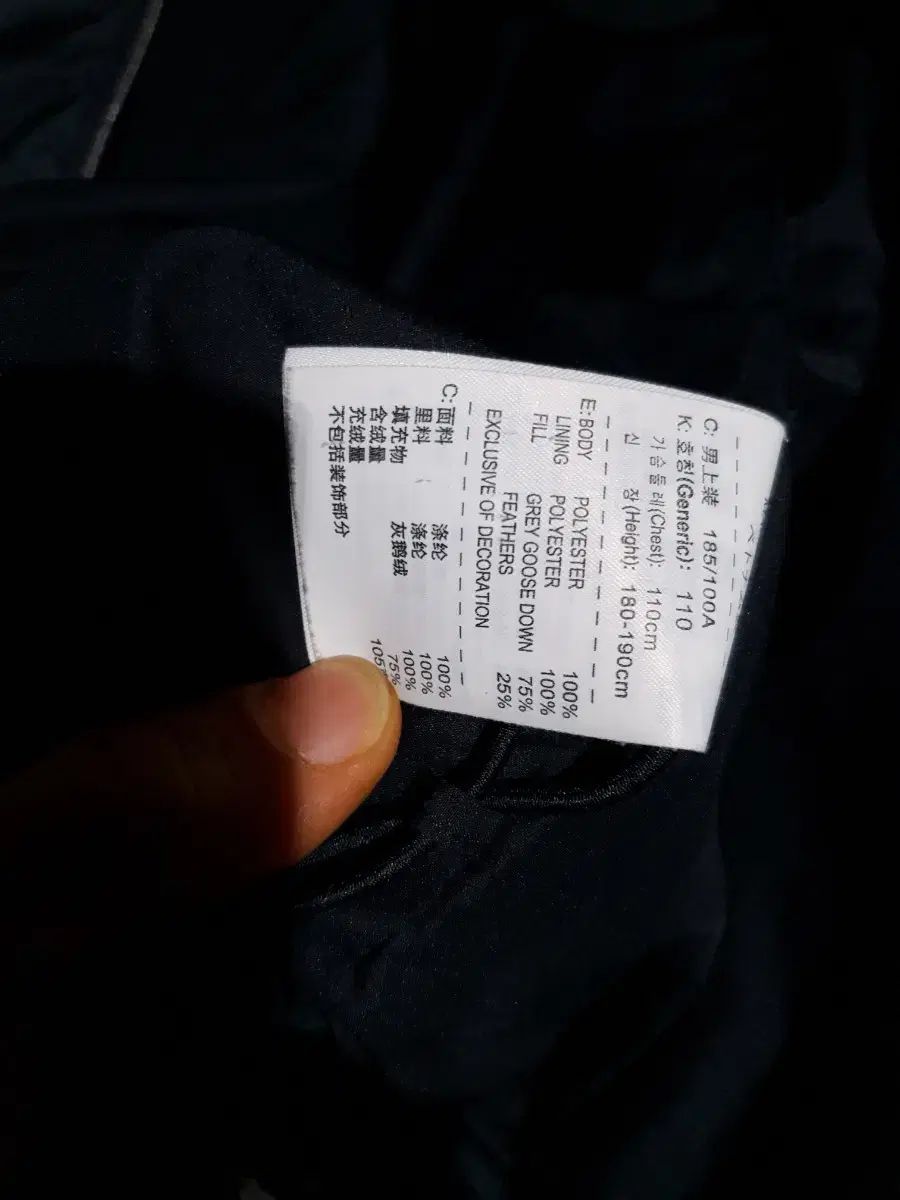 C: 男上装 185/100A
K: 호칭(Generic): 110
가슴둘레(Chest): 110cm
신 장(Height): 180-190cm
E: BODY POLYESTER 100%
LINING POLYESTER 100%
FILL GREY GOOSE DOWN 75%
FEATHERS 25%
EXCLUSIVE OF DECORATION
C: 面料 涤纶 100%
里料 涤纶 100%
填充物 灰鹅绒 100%
含绒量 75%
充绒量 105
不包括装饰部分